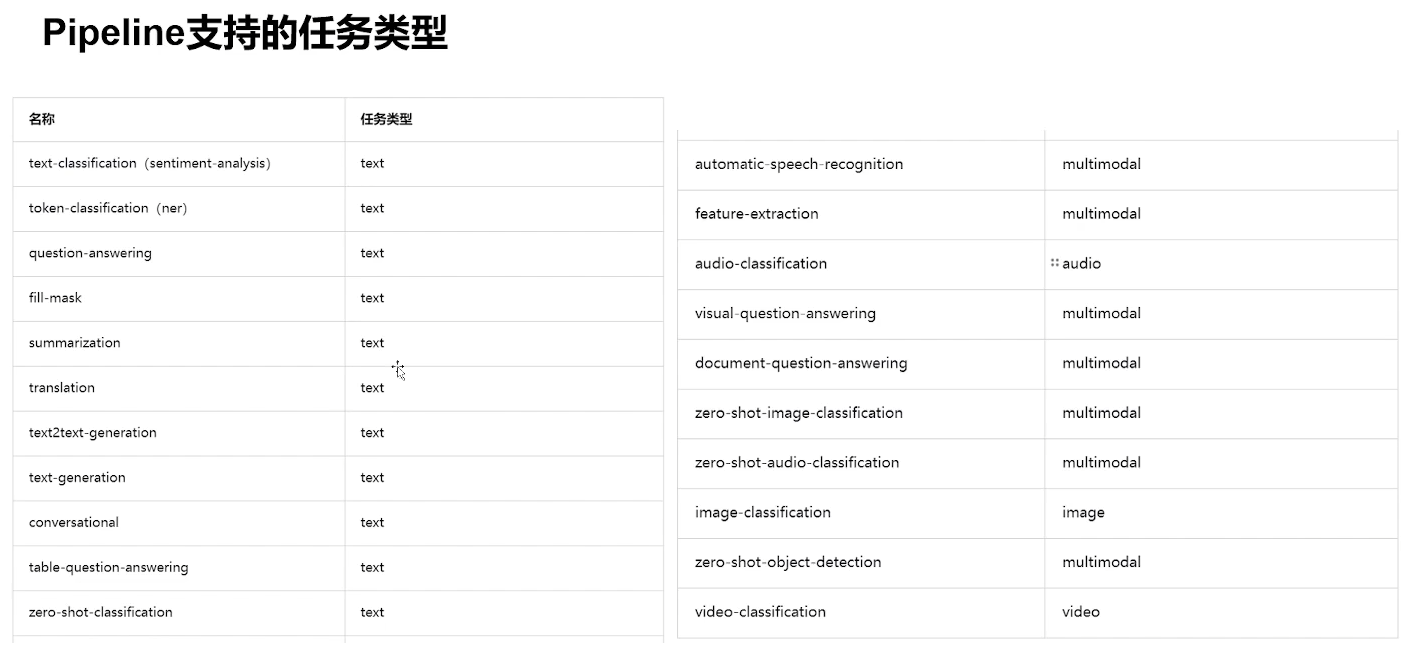 Pipeline支持的任务类型
名称 任务类型
text-classification（sentiment-analysis） text
token-classification（ner） text
question-answering text
fill-mask text
summarization text
translation text
text2text-generation text
text-generation text
conversational text
table-question-answering text
zero-shot-classification text
automatic-speech-recognition multimodal
feature-extraction multimodal
audio-classification audio
visual-question-answering multimodal
document-question-answering multimodal
zero-shot-image-classification multimodal
zero-shot-audio-classification multimodal
image-classification image
zero-shot-object-detection multimodal
video-classification video